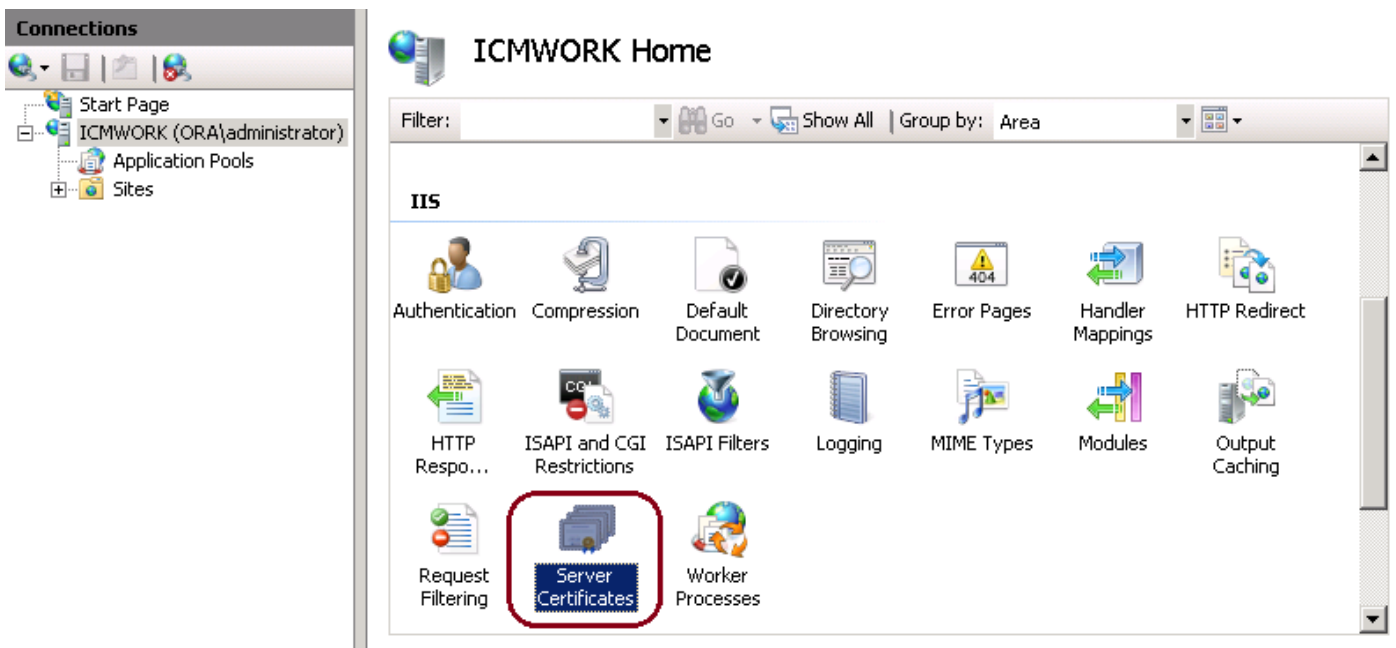 Connections
Start Page
ICMWORK (ORA\administrator)
Application Pools
Sites
ICMWORK Home
Filter: Go Show All Group by: Area
IIS
Authentication Compression Default Directory Error Pages Handler HTTP Redirect
Document Browsing Mappings
404
CGI
HTTP ISAPI and CGI ISAPI Filters Logging MIME Types Modules Output
Respo... Restrictions Caching
Request Server Worker
Filtering Certificates Processes